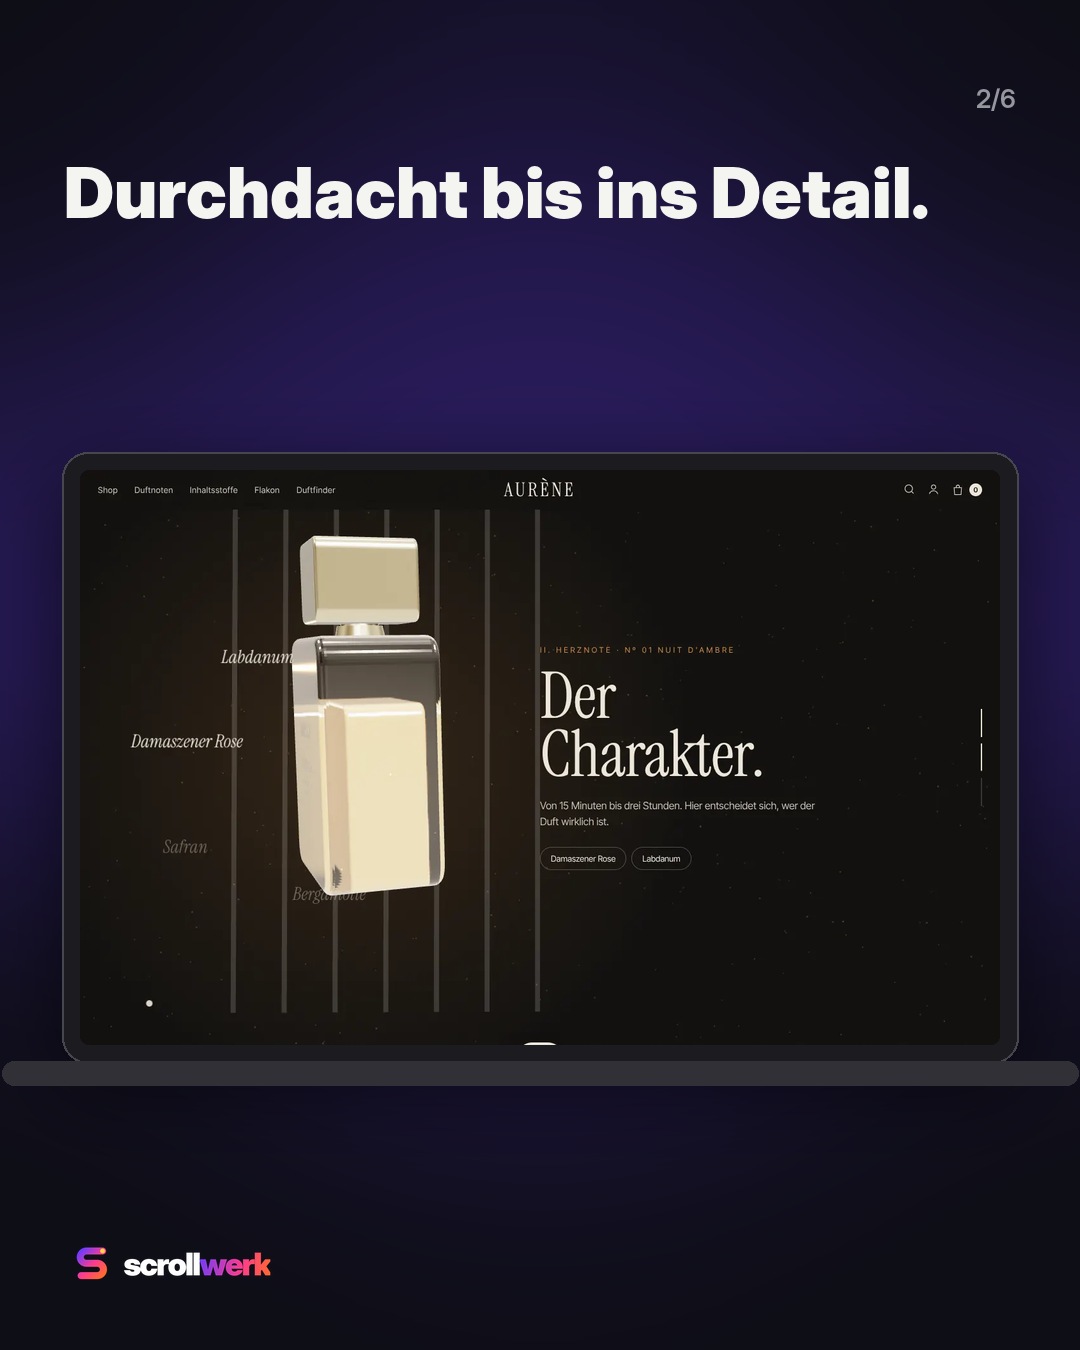 2/6
Durchdacht bis ins Detail.
Shop Duftnoten Inhaltsstoffe Flakon Duftfinder
AURÈNE
0
Labdanum
Damaszener Rose
Safran
Bergamotte
II. HERZNOTE · Nº 01 NUIT D'AMBRE
Der
Charakter.
Von 15 Minuten bis drei Stunden. Hier entscheidet sich, wer der
Duft wirklich ist.
Damaszener Rose Labdanum
scrollwerk